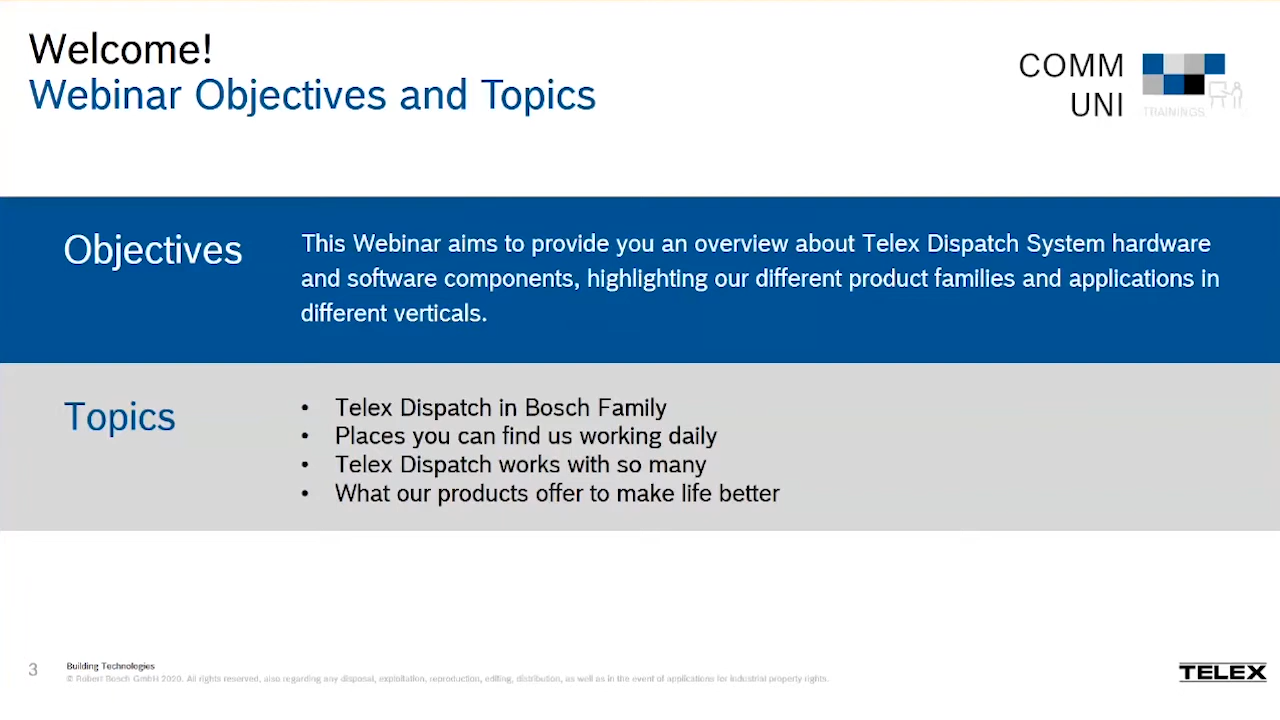 Welcome!
Webinar Objectives and Topics
COMM
UNI
TRAININGS
Objectives
This Webinar aims to provide you an overview about Telex Dispatch System hardware
and software components, highlighting our different product families and applications in
different verticals.
Topics
• Telex Dispatch in Bosch Family
• Places you can find us working daily
• Telex Dispatch works with so many
• What our products offer to make life better
3
Building Technologies
© Robert Bosch GmbH 2020. All rights reserved, also regarding any disposal, exploitation, reproduction, editing, distribution, as well as in the event of applications for industrial property rights.
TELEX